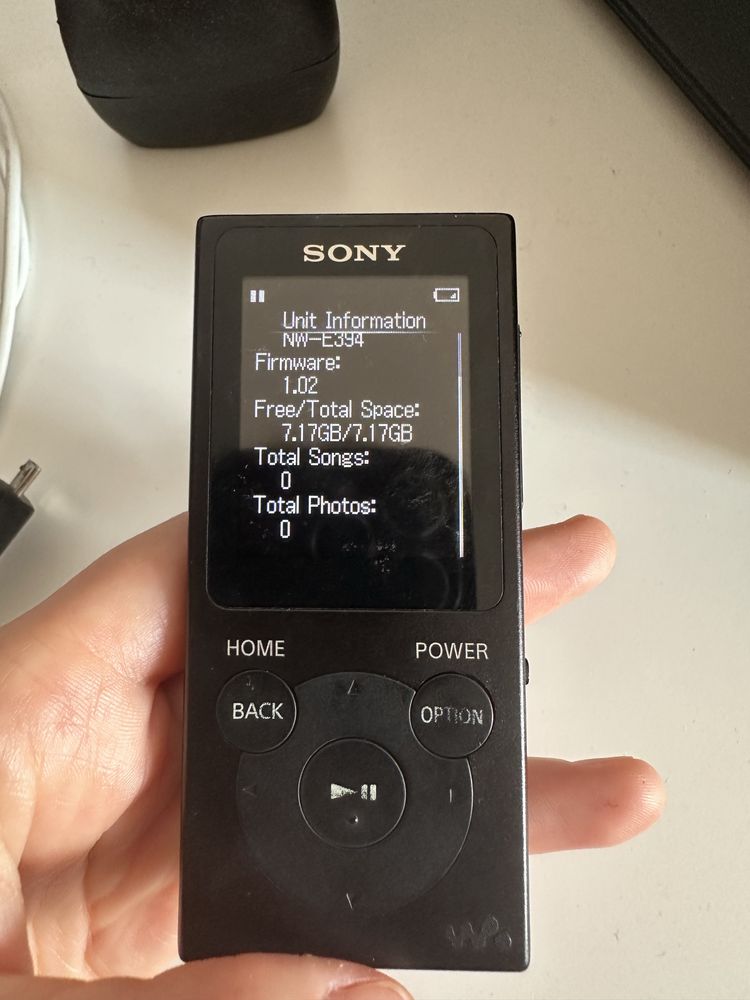 SONY
Unit Information
NW-E394
Firmware:
1.02
Free/Total Space:
7.17GB/7.17GB
Total Songs:
0
Total Photos:
0
HOME
POWER
BACK
OPTION